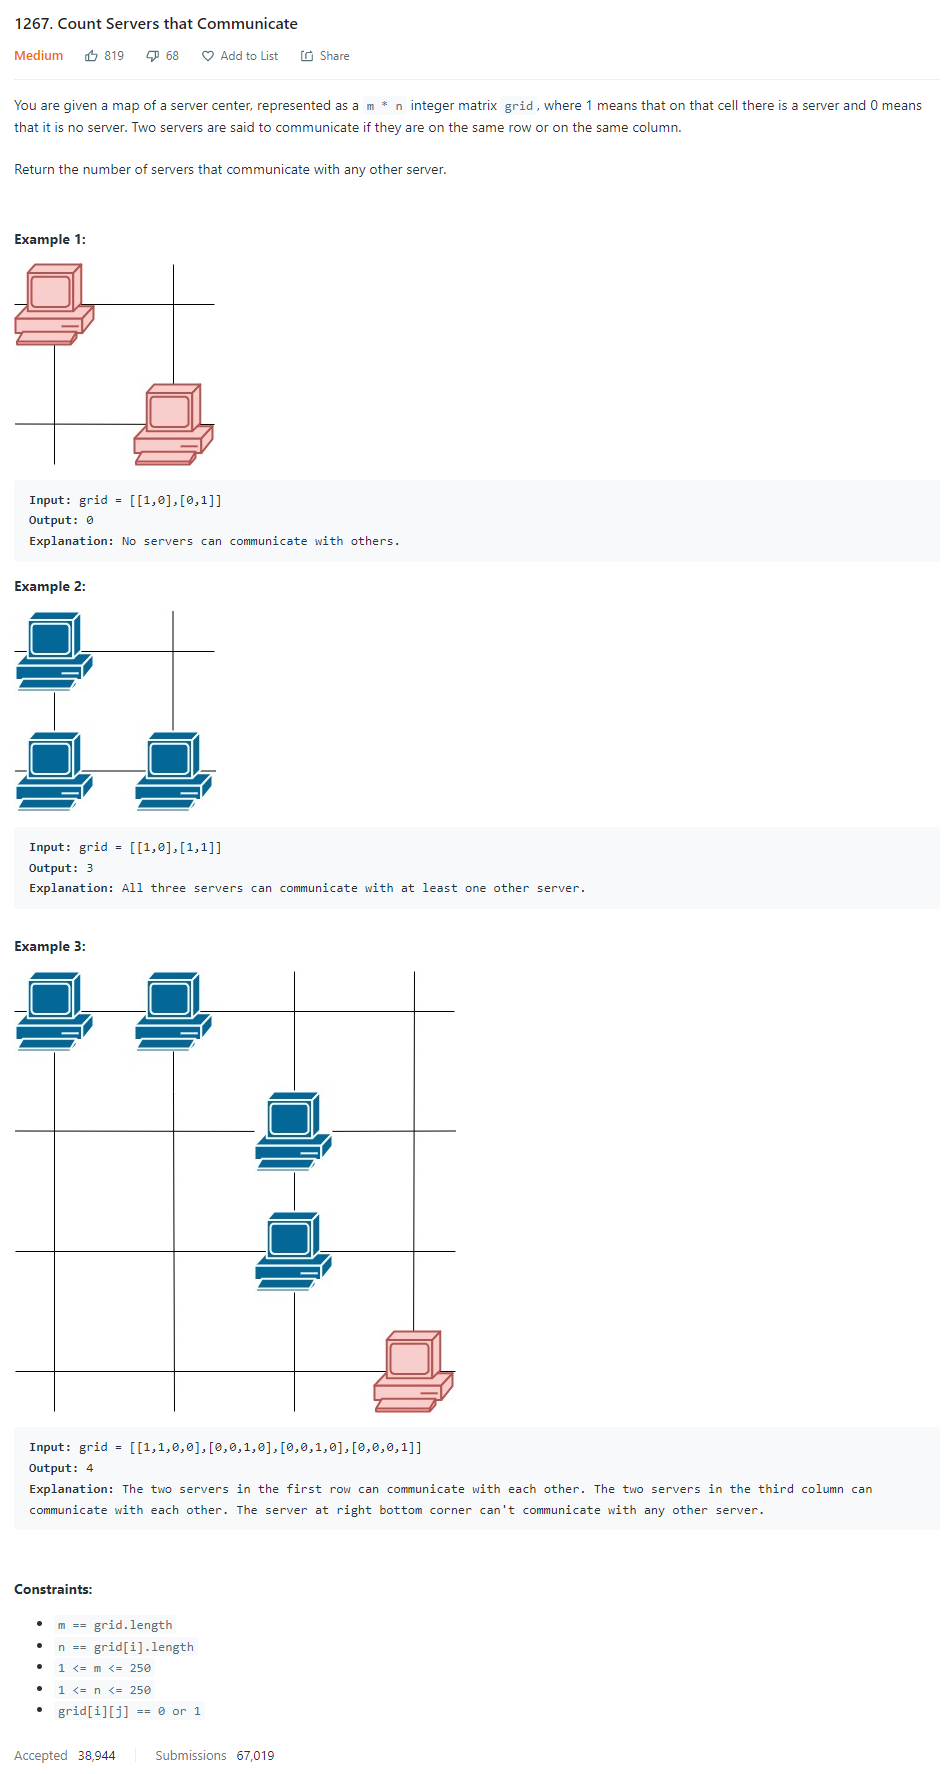 1267. Count Servers that Communicate
Medium 819 68 Add to List Share
You are given a map of a server center, represented as a m * n integer matrix grid, where 1 means that on that cell there is a server and 0 means
that it is no server. Two servers are said to communicate if they are on the same row or on the same column.
Return the number of servers that communicate with any other server.
Example 1:
Input: grid = [[1,0],[0,1]]
Output: 0
Explanation: No servers can communicate with others.
Example 2:
Input: grid = [[1,0],[1,1]]
Output: 3
Explanation: All three servers can communicate with at least one other server.
Example 3:
Input: grid = [[1,1,0,0],[0,0,1,0],[0,0,1,0],[0,0,0,1]]
Output: 4
Explanation: The two servers in the first row can communicate with each other. The two servers in the third column can
communicate with each other. The server at right bottom corner can't communicate with any other server.
Constraints:
• m == grid.length
• n == grid[i].length
• 1 <= m <= 250
• 1 <= n <= 250
• grid[i][j] == 0 or 1
Accepted 38,944 Submissions 67,019